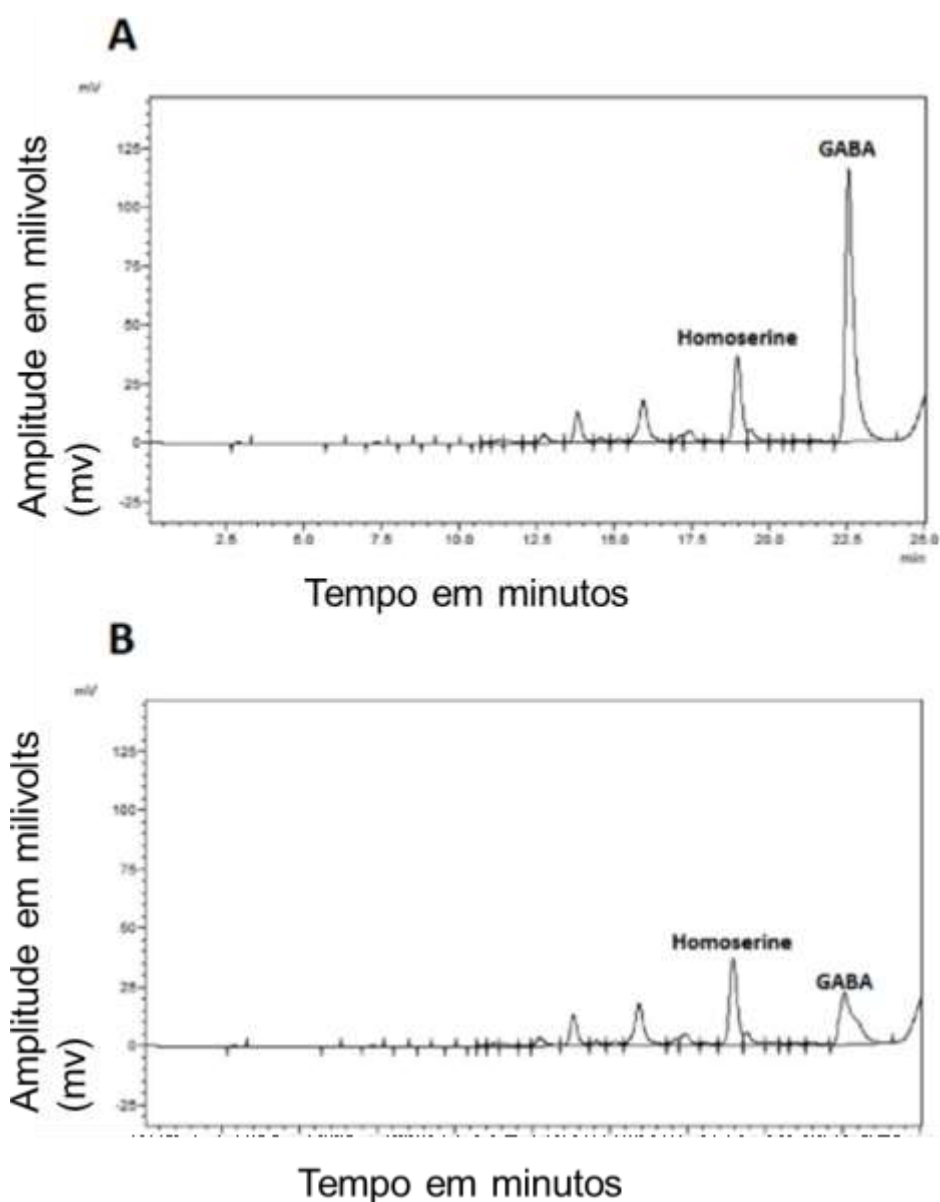 A
mV
Amplitude em milivolts
(mv)
125
100
75
50
25
0
-25
GABA
Homoserine
2.5 5.0 7.5 10.0 12.5 15.0 17.5 20.0 22.5 25.0
min
Tempo em minutos
B
mV
Amplitude em milivolts
(mv)
125
100
75
50
25
0
-25
Homoserine
GABA
Tempo em minutos